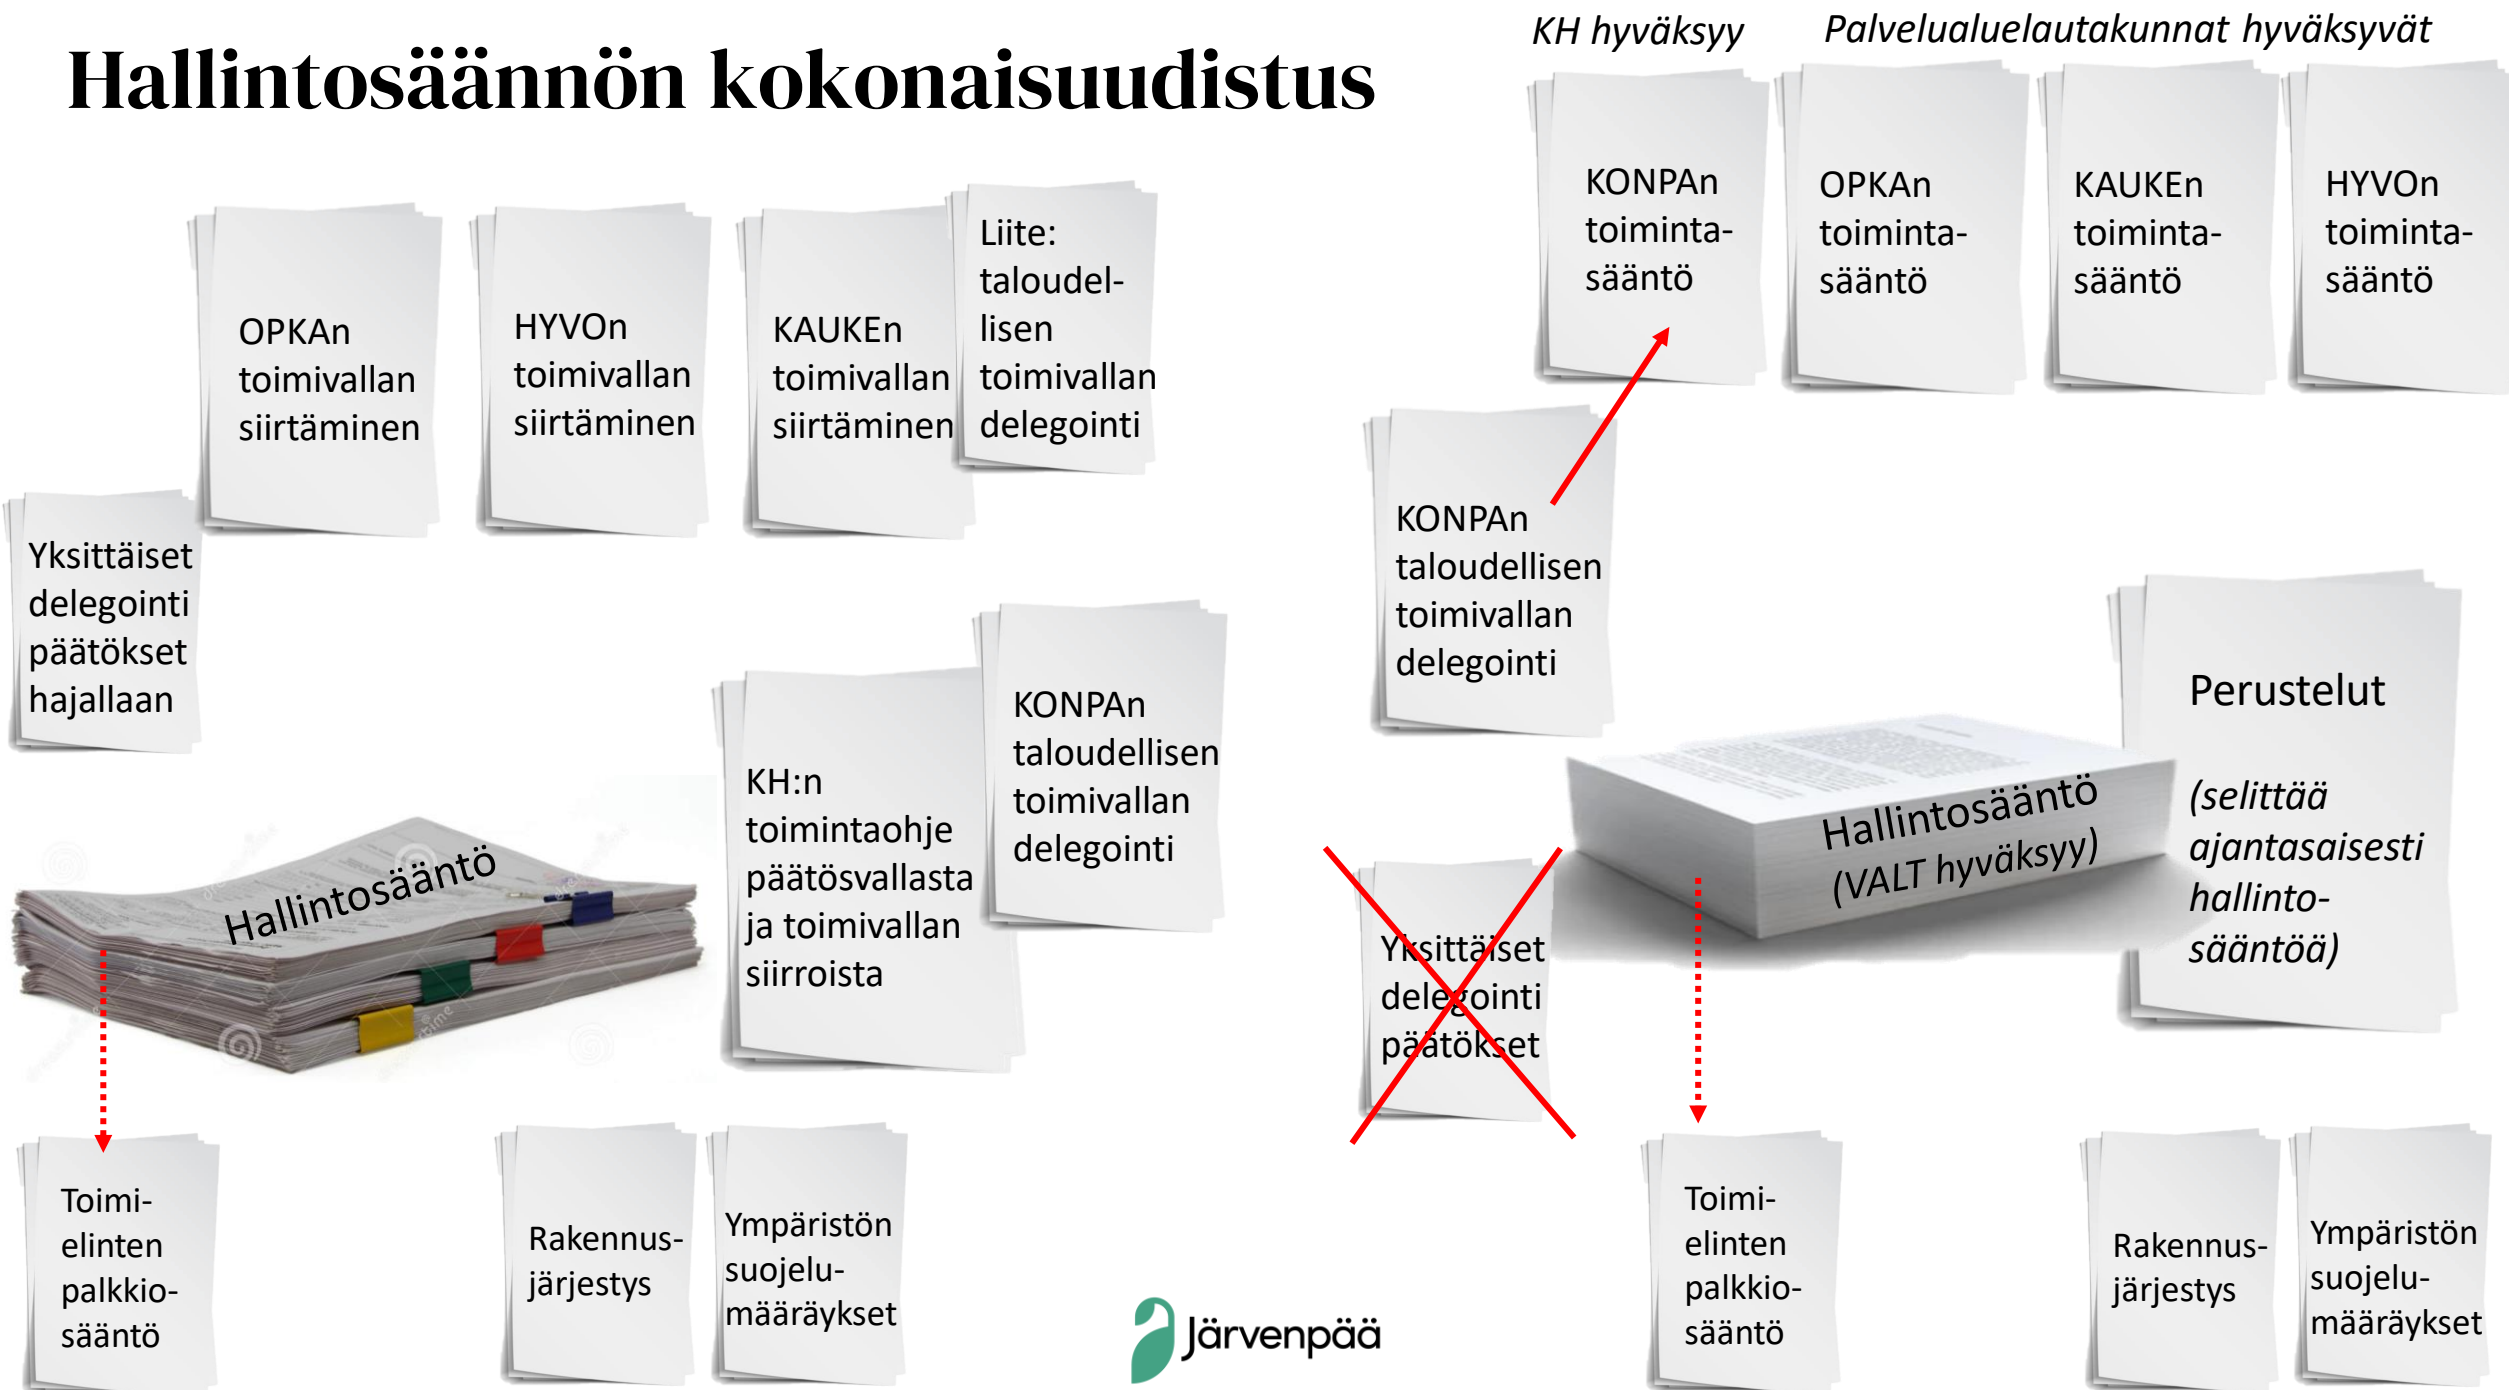 Hallintosäännön kokonaisuudistus
KH hyväksyy
Palvelualuelautakunnat hyväksyvät
OPKAn
toimivallan
siirtäminen
HYVOn
toimivallan
siirtäminen
KAUKEn
toimivallan
siirtäminen
Liite:
taloudel-
lisen
toimivallan
delegointi
Yksittäiset
delegointi
päätökset
hajallaan
KH:n
toimintaohje
päätösvallasta
ja toimivallan
siirroista
KONPAn
taloudellisen
toimivallan
delegointi
Hallintosääntö
Toimi-
elinten
palkkio-
sääntö
Rakennus-
järjestys
Ympäristön
suojelu-
määräykset
KONPAn
toiminta-
sääntö
OPKAn
toiminta-
sääntö
KAUKEn
toiminta-
sääntö
HYVOn
toiminta-
sääntö
KONPAn
taloudellisen
toimivallan
delegointi
Perustelut
(selittää
ajantasaisesti
hallinto-
sääntöä)
Hallintosääntö
(VALT hyväksyy)
Yksittäiset
delegointi
päätökset
Toimi-
elinten
palkkio-
sääntö
Rakennus-
järjestys
Ympäristön
suojelu-
määräykset
Järvenpää